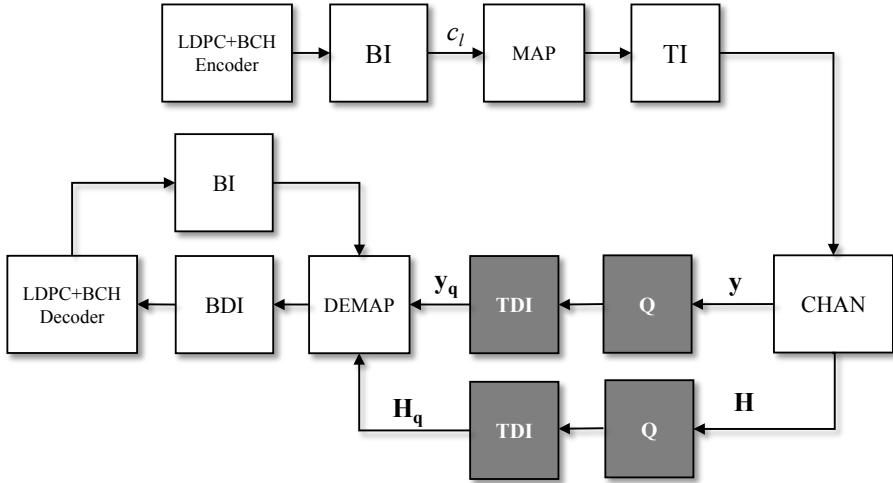 LDPC+BCH
Encoder
BI
c_l
MAP
TI
BI
LDPC+BCH
Decoder
BDI
DEMAP
y_q
TDI
Q
y
CHAN
H_q
TDI
Q
H